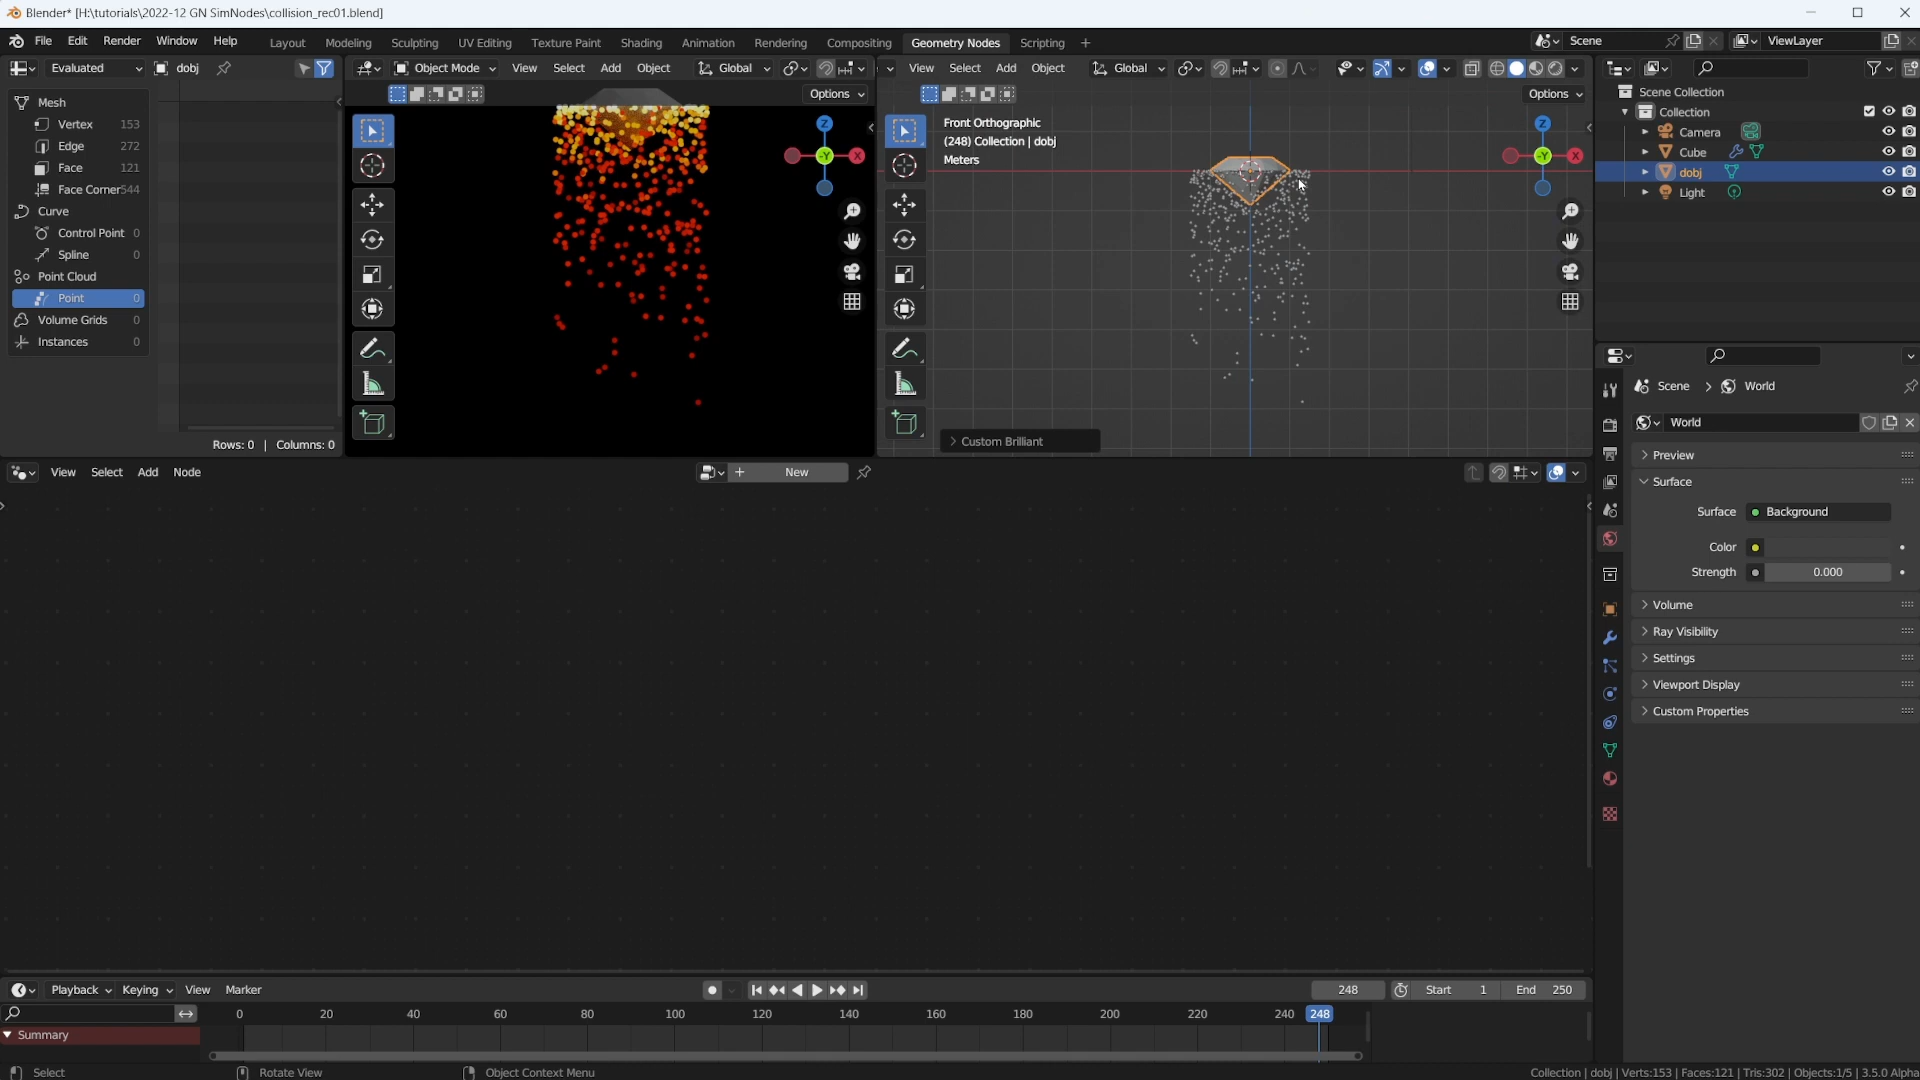 Blender* [H:\tutorials\2022-12 GN SimNodes\collision_rec01.blend]
File Edit Render Window Help Layout Modeling Sculpting UV Editing Texture Paint Shading Animation Rendering Compositing Geometry Nodes Scripting + Scene ViewLayer
Evaluated dobj
Object Mode View Select Add Object Global
View Select Add Object Global
Options
Options
Mesh
Vertex 153
Edge 272
Face 121
Face Corner 544
Curve
Control Point 0
Spline 0
Point Cloud
Point 0
Volume Grids 0
Instances 0
Rows: 0 | Columns: 0
Z
-Y
X
Front Orthographic
(248) Collection | dobj
Meters
Z
-Y
X
Custom Brilliant
Scene Collection
Collection
Camera
Cube
dobj
Light
Scene > World
World
Preview
Surface
Surface Background
Color
Strength 0.000
Volume
Ray Visibility
Settings
Viewport Display
Custom Properties
View Select Add Node
+ New
Playback Keying View Marker
248 Start 1 End 250
0 20 40 60 80 100 120 140 160 180 200 220 240 248
Summary
Select Rotate View Object Context Menu
Collection | dobj | Verts:153 | Faces:121 | Tris:302 | Objects:1/5 | 3.5.0 Alpha